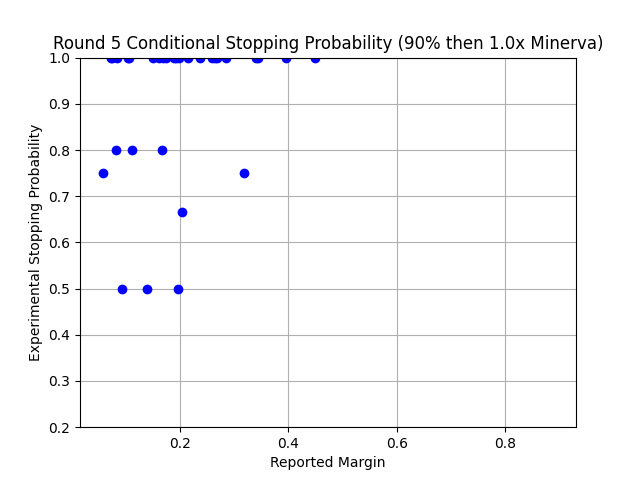 Round 5 Conditional Stopping Probability (90% then 1.0x Minerva)
1.0
0.9
0.8
0.7
0.6
0.5
0.4
0.3
0.2
Experimental Stopping Probability
0.2 0.4 0.6 0.8
Reported Margin